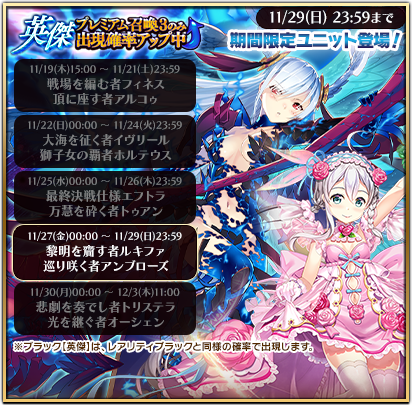 英傑
プレミアム召喚3のみ
出現確率アップ中
11/29(日) 23:59まで
期間限定ユニット登場!
11/19(木)15:00 ～ 11/21(土)23:59
戦場を編む者フィネス
頂に座す者アルコゥ
11/22(日)00:00 ～ 11/24(火)23:59
大海を征く者イヴリール
獅子女の覇者ホルテウス
11/25(水)00:00 ～ 11/26(木)23:59
最終決戦仕様エフトラ
万慧を砕く者トゥアン
11/27(金)00:00 ～ 11/29(日)23:59
黎明を齎す者ルキファ
巡り咲く者アンブローズ
11/30(月)00:00 ～ 12/3(木)11:00
悲劇を奏でし者トリステラ
光を継ぐ者オーシェン
※ブラック【英傑】は、レアリティブラックと同様の確率で出現します。